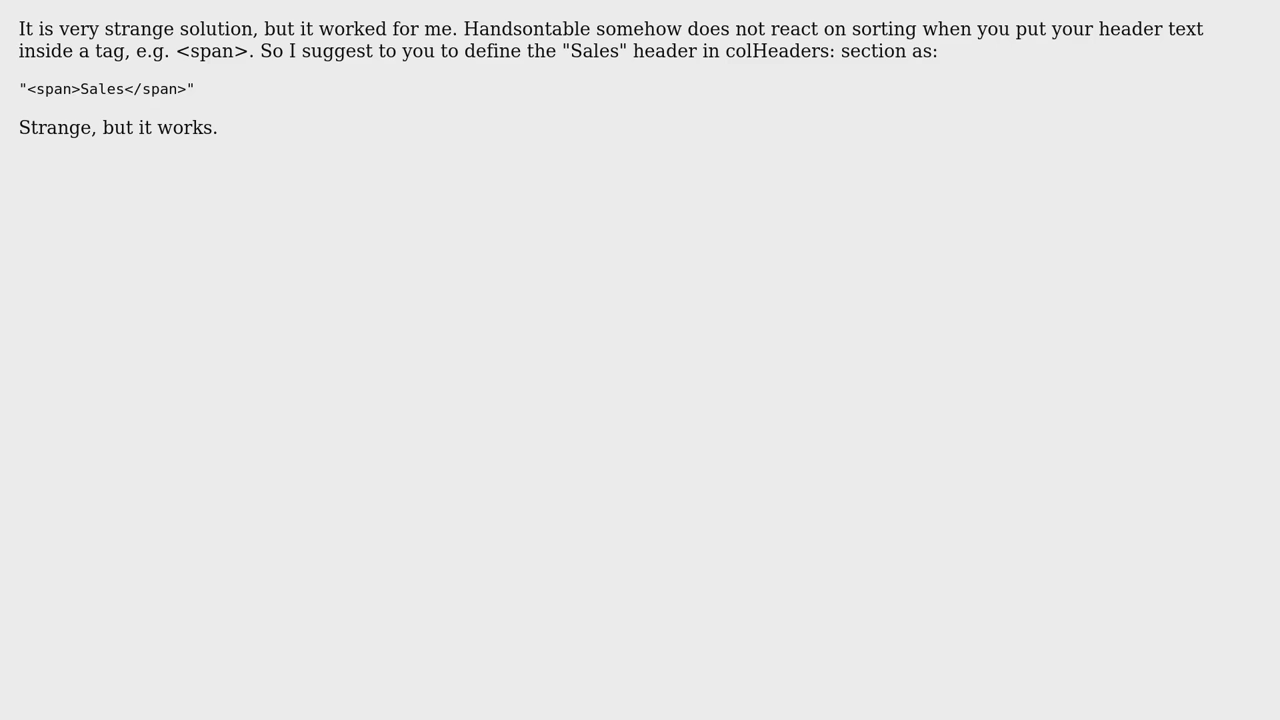 It is very strange solution, but it worked for me. Handsontable somehow does not react on sorting when you put your header text
inside a tag, e.g. <span>. So I suggest to you to define the "Sales" header in colHeaders: section as:
"<span>Sales</span>"
Strange, but it works.